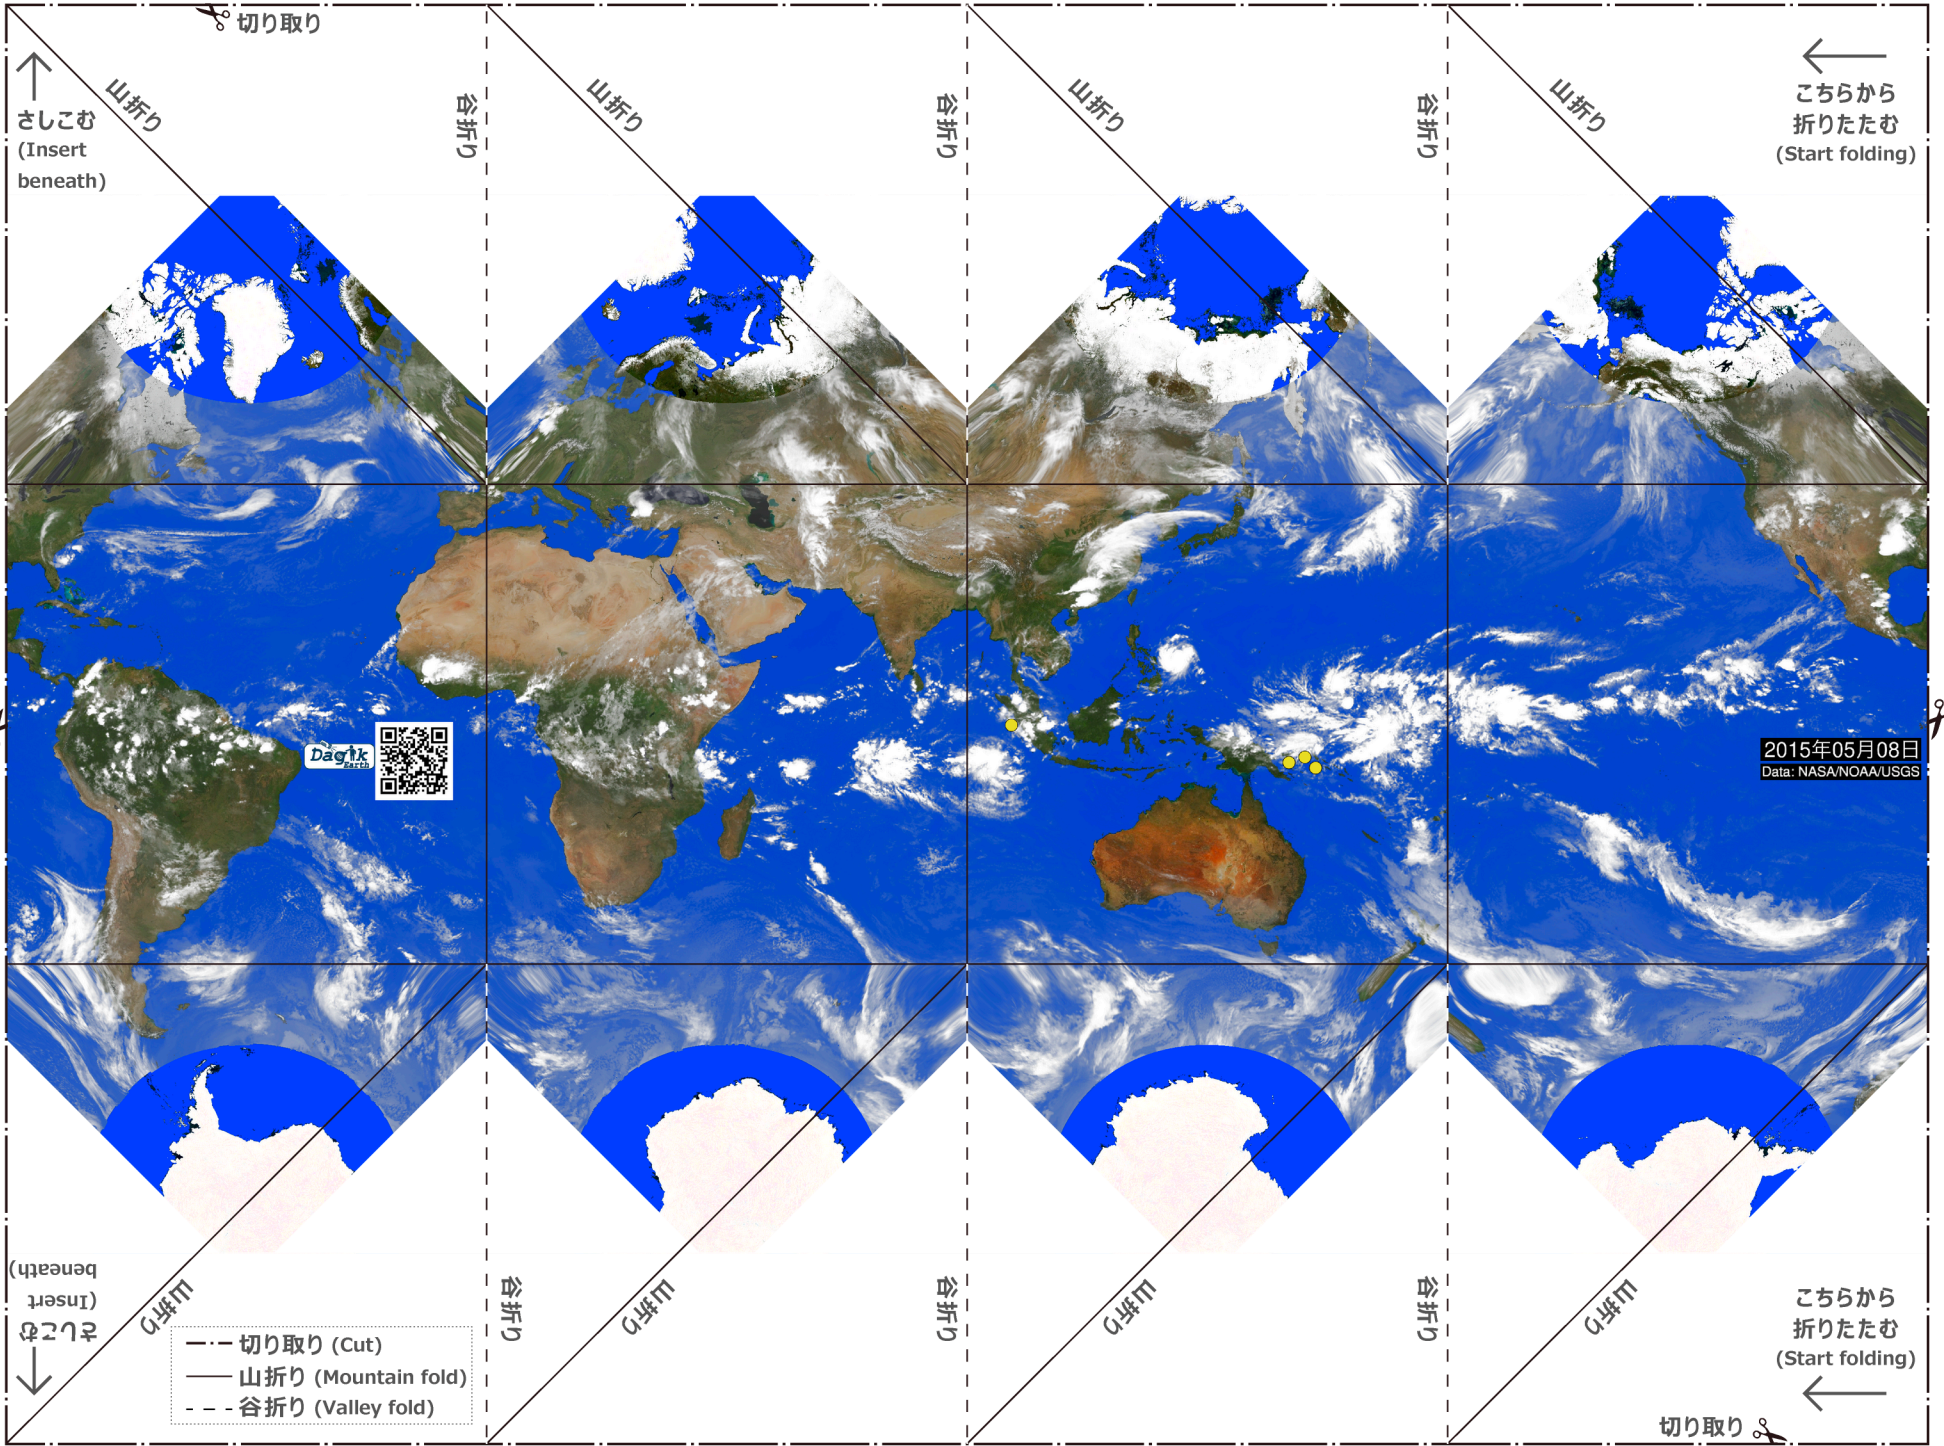 切り取り
さしこむ
(Insert
beneath)
山折り
谷折り
山折り
谷折り
山折り
谷折り
山折り
こちらから
折りたたむ
(Start folding)
Dagik
Earth
2015年05月08日
Data: NASA/NOAA/USGS
さしこむ
(Insert
beneath)
山折り
谷折り
山折り
谷折り
山折り
谷折り
山折り
こちらから
折りたたむ
(Start folding)
切り取り (Cut)
山折り (Mountain fold)
谷折り (Valley fold)
切り取り